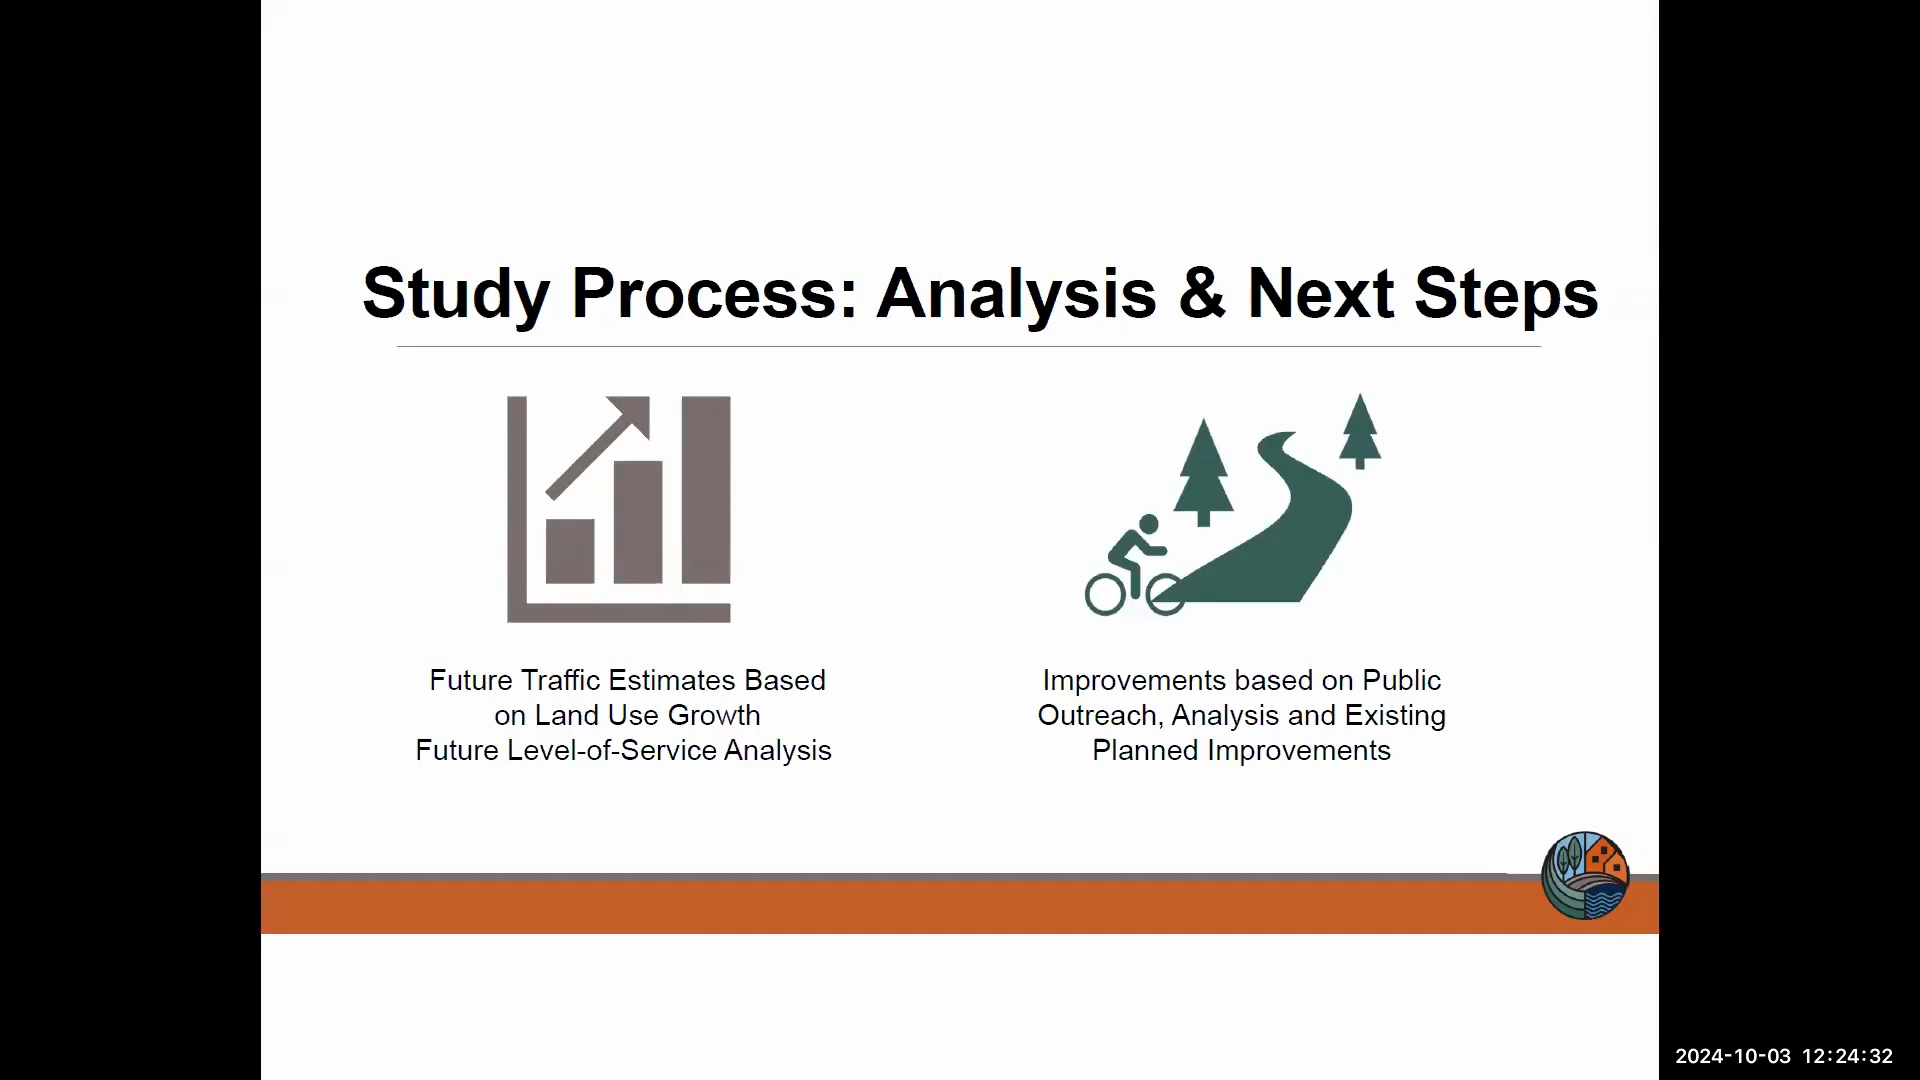 Study Process: Analysis & Next Steps
Future Traffic Estimates Based
on Land Use Growth
Future Level-of-Service Analysis
Improvements based on Public
Outreach, Analysis and Existing
Planned Improvements
2024-10-03 12:24:32